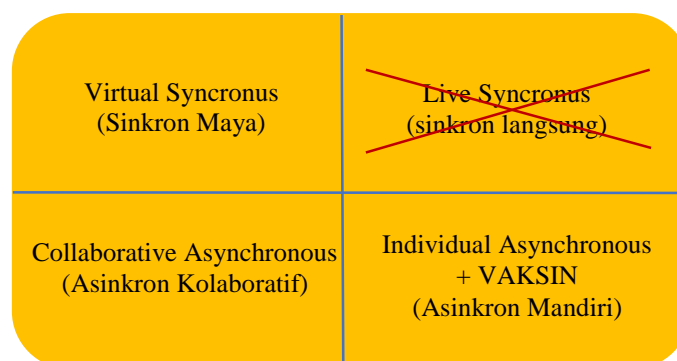 Virtual Syncronus
(Sinkron Maya)
Live Syncronus
(sinkron langsung)
Collaborative Asynchronous
(Asinkron Kolaboratif)
Individual Asynchronous
+ VAKSIN
(Asinkron Mandiri)